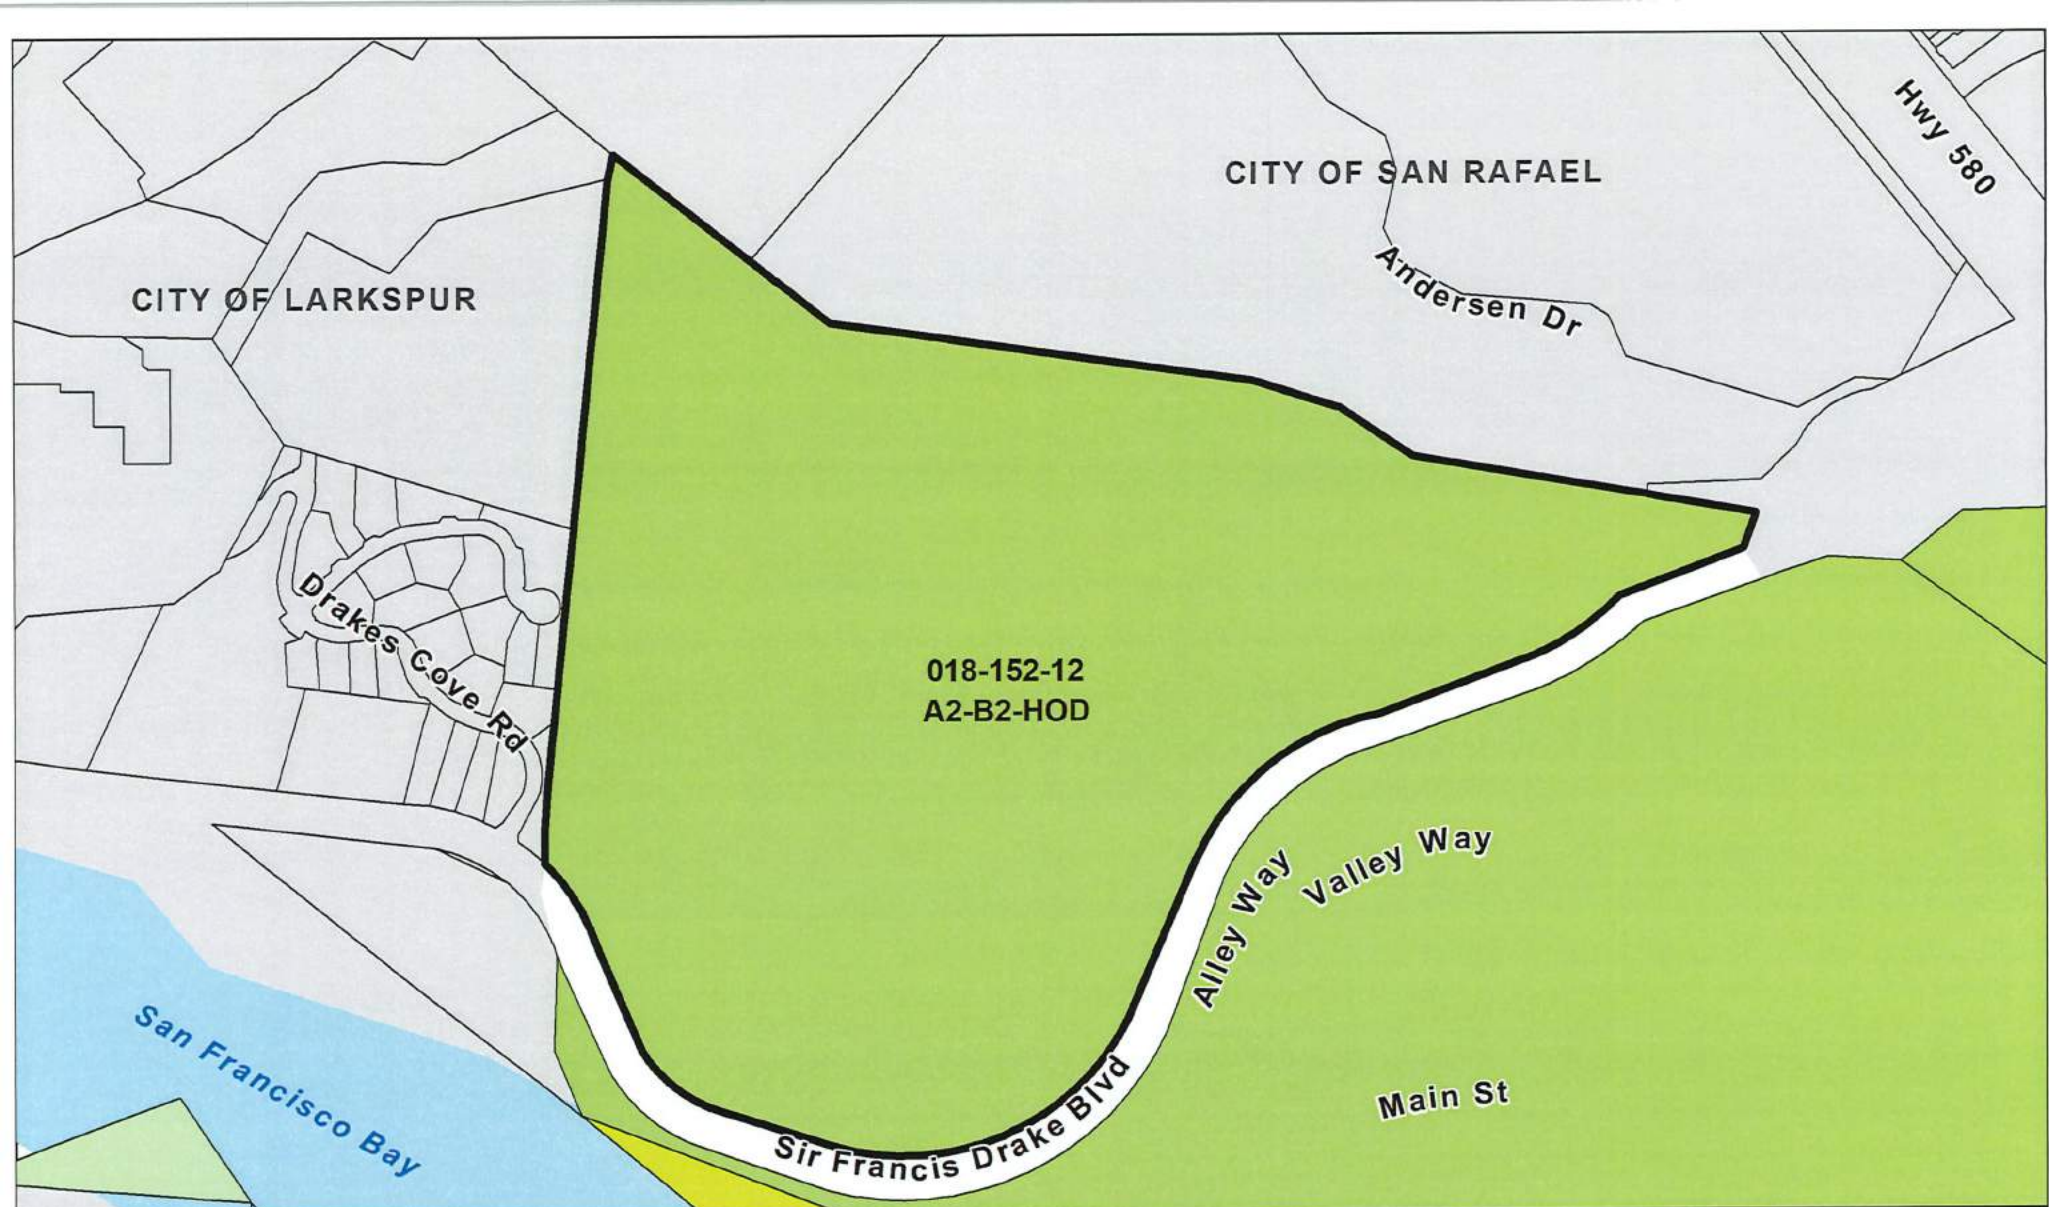 Hwy 580
CITY OF SAN RAFAEL
Andersen Dr
CITY OF LARKSPUR
Drakes Cove Rd
018-152-12
A2-B2-HOD
Valley Way
Alley Way
Main St
Sir Francis Drake Blvd
San Francisco Bay